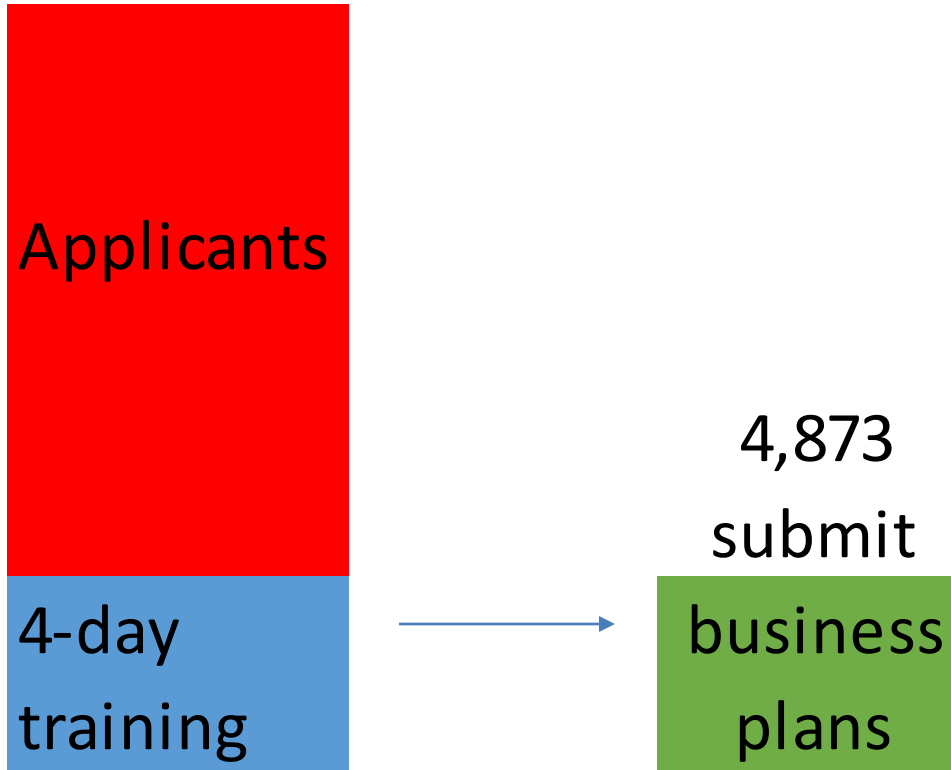 Applicants
4-day
training
4,873
submit
business
plans